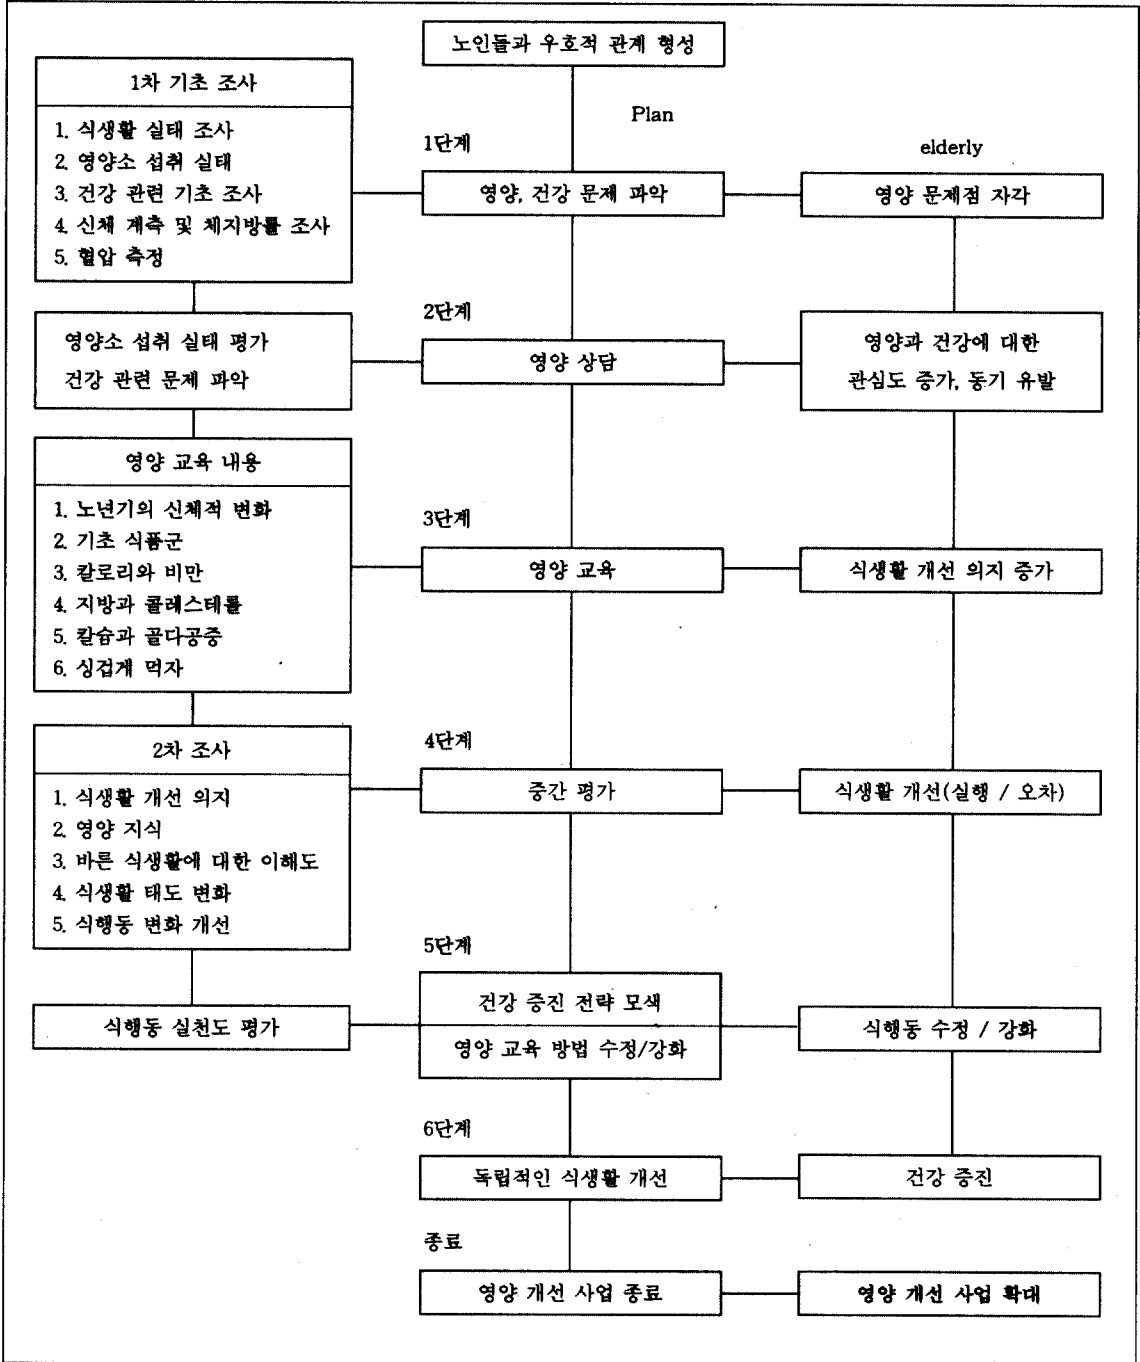 노인들과 우호적 관계 형성
1차 기초 조사
1. 식생활 실태 조사
2. 영양소 섭취 실태
3. 건강 관련 기초 조사
4. 신체 계측 및 체지방률 조사
5. 혈압 측정
Plan
1단계
elderly
영양, 건강 문제 파악
영양 문제점 자각
2단계
영양소 섭취 실태 평가
건강 관련 문제 파악
영양 상담
영양과 건강에 대한
관심도 증가, 동기 유발
영양 교육 내용
1. 노년기의 신체적 변화
2. 기초 식품군
3. 칼로리와 비만
4. 지방과 콜레스테롤
5. 칼슘과 골다공증
6. 싱겁게 먹자
3단계
영양 교육
식생활 개선 의지 증가
2차 조사
1. 식생활 개선 의지
2. 영양 지식
3. 바른 식생활에 대한 이해도
4. 식생활 태도 변화
5. 식행동 변화 개선
4단계
중간 평가
식생활 개선(실행 / 오차)
5단계
식행동 실천도 평가
건강 증진 전략 모색
영양 교육 방법 수정/강화
식행동 수정 / 강화
6단계
독립적인 식생활 개선
건강 증진
종료
영양 개선 사업 종료
영양 개선 사업 확대